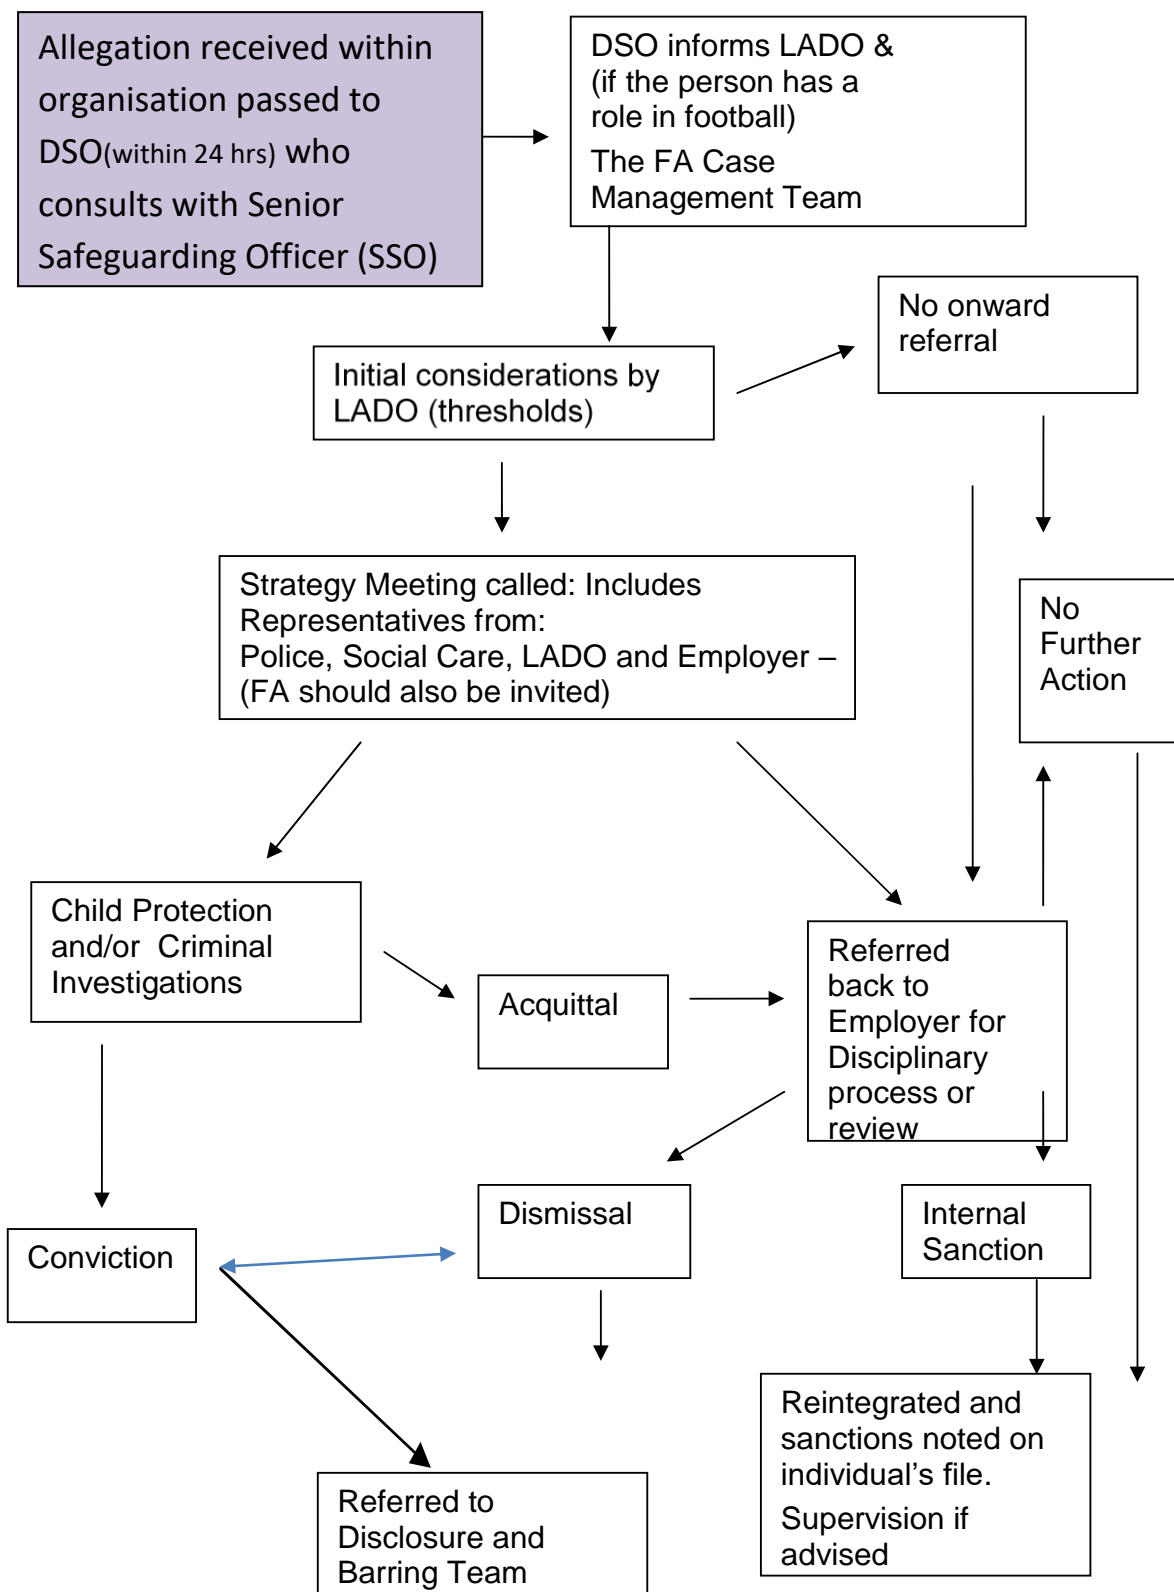 Allegation received within
organisation passed to
DSO(within 24 hrs) who
consults with Senior
Safeguarding Officer (SSO)
DSO informs LADO &
(if the person has a
role in football)
The FA Case
Management Team
No onward
referral
Initial considerations by
LADO (thresholds)
Strategy Meeting called: Includes
Representatives from:
Police, Social Care, LADO and Employer –
(FA should also be invited)
No
Further
Action
Child Protection
and/or  Criminal
Investigations
Acquittal
Referred
back to
Employer for
Disciplinary
process or
review
Dismissal
Internal
Sanction
Conviction
Reintegrated and
sanctions noted on
individual’s file.
Supervision if
advised
Referred to
Disclosure and
Barring Team